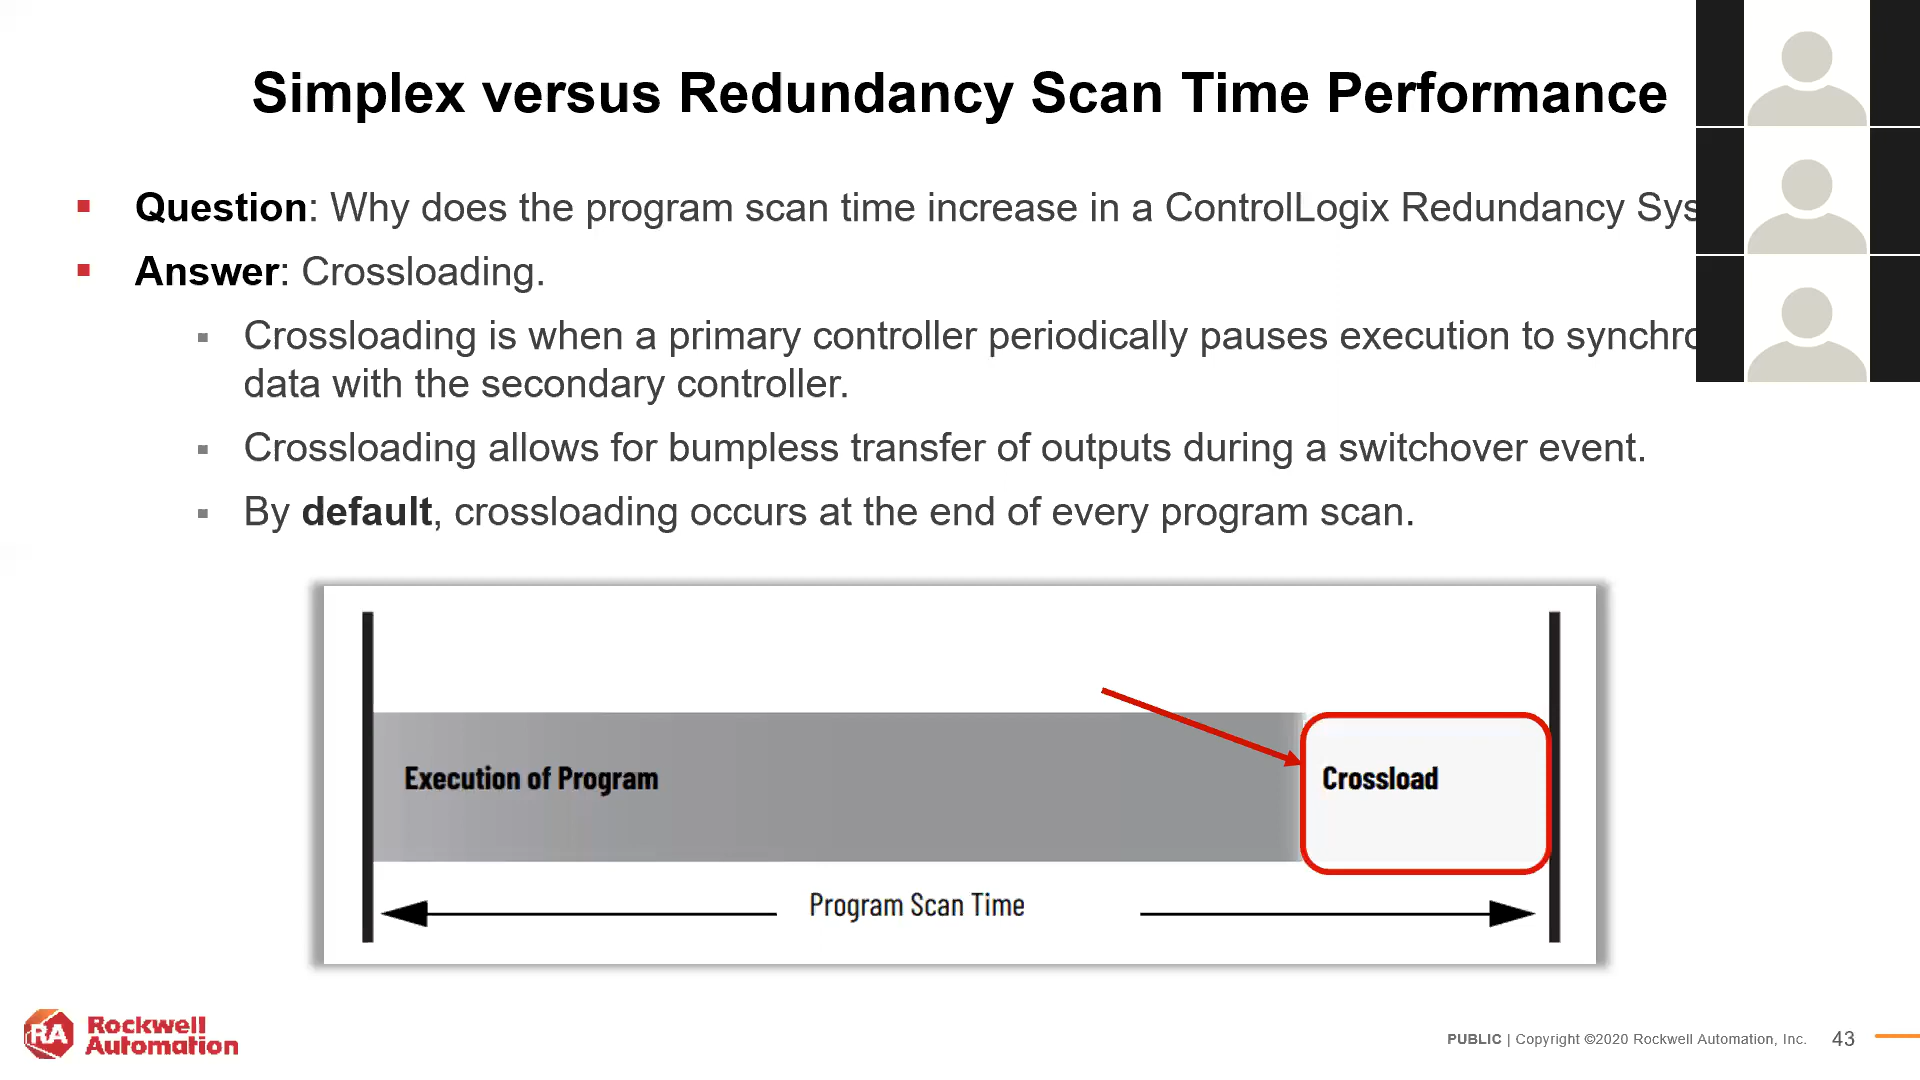 Simplex versus Redundancy Scan Time Performance
Question: Why does the program scan time increase in a ControlLogix Redundancy
Answer: Crossloading.
Crossloading is when a primary controller periodically pauses execution to
data with the secondary controller.
Crossloading allows for bumpless transfer of outputs during a switchover event.
By default, crossloading occurs at the end of every program scan.
Execution of Program
Crossload
Program Scan Time
RA Rockwell
Automation
PUBLIC | Copyright ©2020 Rockwell Automation, Inc. 43